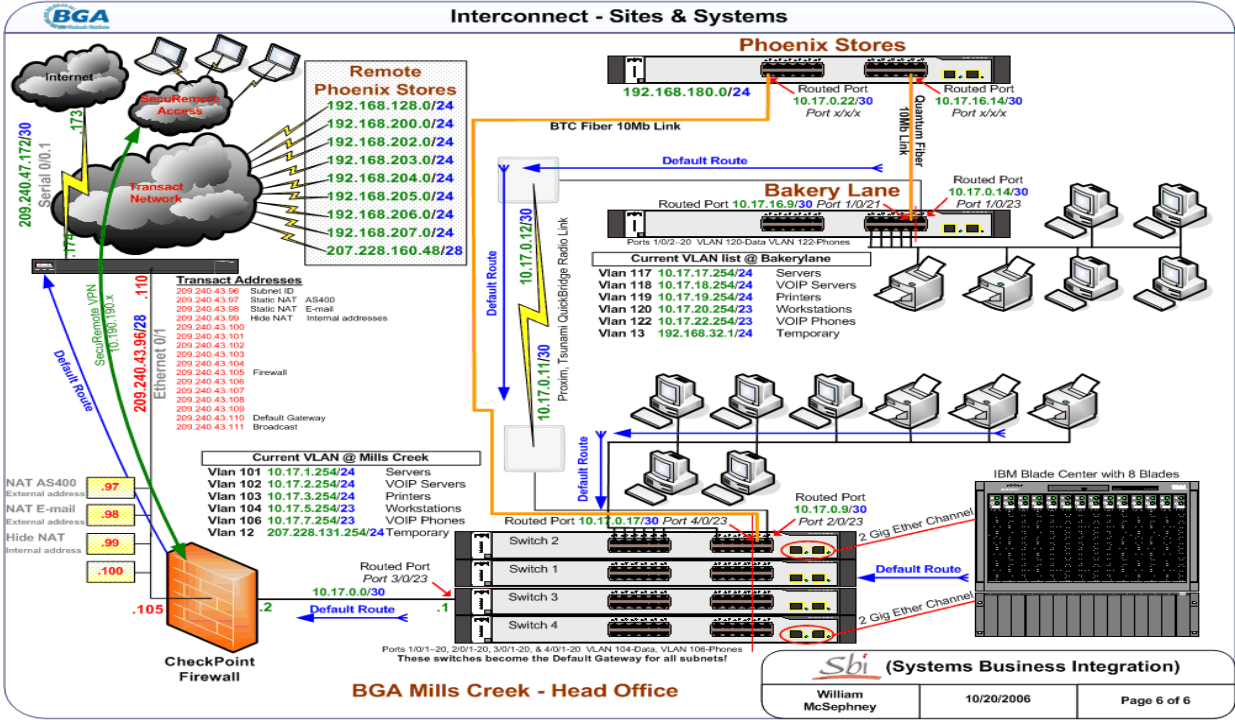 BGA
Interconnect - Sites & Systems
Internet
SecuRemote
Access
Transact
Network
.173
209.240.47.172/30
Serial 0/0.1
.174
Remote
Phoenix Stores
192.168.128.0/24
192.168.200.0/24
192.168.202.0/24
192.168.203.0/24
192.168.204.0/24
192.168.205.0/24
192.168.206.0/24
192.168.207.0/24
207.228.160.48/28
Phoenix Stores
192.168.180.0/24
Routed Port
10.17.0.22/30
Port x/x/x
Routed Port
10.17.16.14/30
Port x/x/x
BTC Fiber 10Mb Link
Quantum Fiber
10Mb Link
Default Route
Bakery Lane
Routed Port
10.17.0.14/30
Port 1/0/23
Routed Port 10.17.16.9/30 Port 1/0/21
Ports 1/0/2–20 VLAN 120-Data VLAN 122-Phones
Current VLAN list @ Bakerylane
Vlan 117 10.17.17.254/24 Servers
Vlan 118 10.17.18.254/24 VOIP Servers
Vlan 119 10.17.19.254/24 Printers
Vlan 120 10.17.20.254/23 Workstations
Vlan 122 10.17.22.254/23 VOIP Phones
Vlan 13 192.168.32.1/24 Temporary
10.17.0.12/30
Default Route
10.17.0.11/30
Proxim, Tsunami QuickBridge Radio Link
Transact Addresses
209.240.43.96 Subnet ID
209.240.43.97 Static NAT AS400
209.240.43.98 Static NAT E-mail
209.240.43.99 Hide NAT Internal addresses
209.240.43.100
209.240.43.101
209.240.43.102
209.240.43.103
209.240.43.104
209.240.43.105 Firewall
209.240.43.106
209.240.43.107
209.240.43.108
209.240.43.109
209.240.43.110 Default Gateway
209.240.43.111 Broadcast
.110
209.240.43.96/28
Ethernet 0/1
SecuRemote VPN
10.190.190.x
Default Route
Current VLAN @ Mills Creek
Vlan 101 10.17.1.254/24 Servers
Vlan 102 10.17.2.254/24 VOIP Servers
Vlan 103 10.17.3.254/24 Printers
Vlan 104 10.17.5.254/23 Workstations
Vlan 106 10.17.7.254/23 VOIP Phones
Vlan 12 207.228.131.254/24 Temporary
NAT AS400
External address
.97
NAT E-mail
External address
.98
Hide NAT
Internal address
.99
.100
.105
.2
CheckPoint
Firewall
10.17.0.0/30
Default Route
Routed Port
Port 3/0/23
.1
Default Route
Routed Port 10.17.0.17/30 Port 4/0/23
Routed Port
10.17.0.9/30
Port 2/0/23
Switch 2
Switch 1
Switch 3
Switch 4
2 Gig Ether Channel
Default Route
2 Gig Ether Channel
IBM Blade Center with 8 Blades
Ports 1/0/1–20, 2/0/1-20, 3/0/1-20, & 4/0/1-20 VLAN 104-Data, VLAN 106-Phones
These switches become the Default Gateway for all subnets!
BGA Mills Creek - Head Office
Sbi (Systems Business Integration)
William
McSephney
10/20/2006
Page 6 of 6